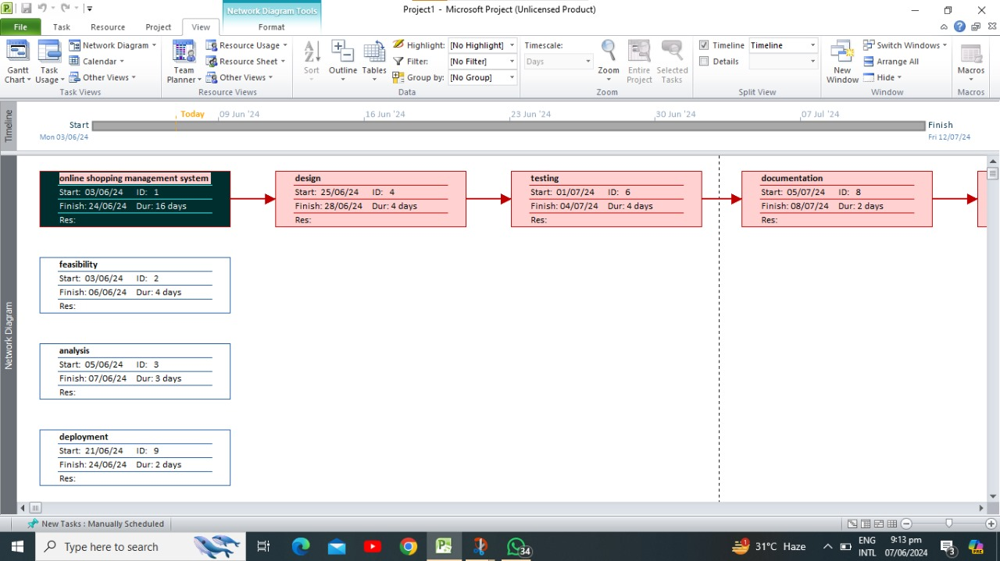 Network Diagram Tools
Project1 - Microsoft Project (Unlicensed Product)
File Task Resource Project View Format
Gantt Chart
Task Usage
Network Diagram
Calendar
Other Views
Task Views
Team Planner
Resource Usage
Resource Sheet
Other Views
Resource Views
Sort
Outline
Tables
Highlight: [No Highlight]
Filter: [No Filter]
Group by: [No Group]
Data
Timescale:
Days
Zoom
Entire Project
Selected Tasks
Zoom
Timeline Timeline
Details
Split View
New Window
Switch Windows
Arrange All
Hide
Window
Macros
Macros
Timeline
Today 09 Jun '24 16 Jun '24 23 Jun '24 30 Jun '24 07 Jul '24
Start
Mon 03/06/24
Finish
Fri 12/07/24
Network Diagram
online shopping management system
Start: 03/06/24 ID: 1
Finish: 24/06/24 Dur: 16 days
Res:
design
Start: 25/06/24 ID: 4
Finish: 28/06/24 Dur: 4 days
Res:
testing
Start: 01/07/24 ID: 6
Finish: 04/07/24 Dur: 4 days
Res:
documentation
Start: 05/07/24 ID: 8
Finish: 08/07/24 Dur: 2 days
Res:
feasibility
Start: 03/06/24 ID: 2
Finish: 06/06/24 Dur: 4 days
Res:
analysis
Start: 05/06/24 ID: 3
Finish: 07/06/24 Dur: 3 days
Res:
deployment
Start: 21/06/24 ID: 9
Finish: 24/06/24 Dur: 2 days
Res:
New Tasks : Manually Scheduled
Type here to search
34
1
31°C Haze
ENG
INTL
9:13 pm
07/06/2024
3